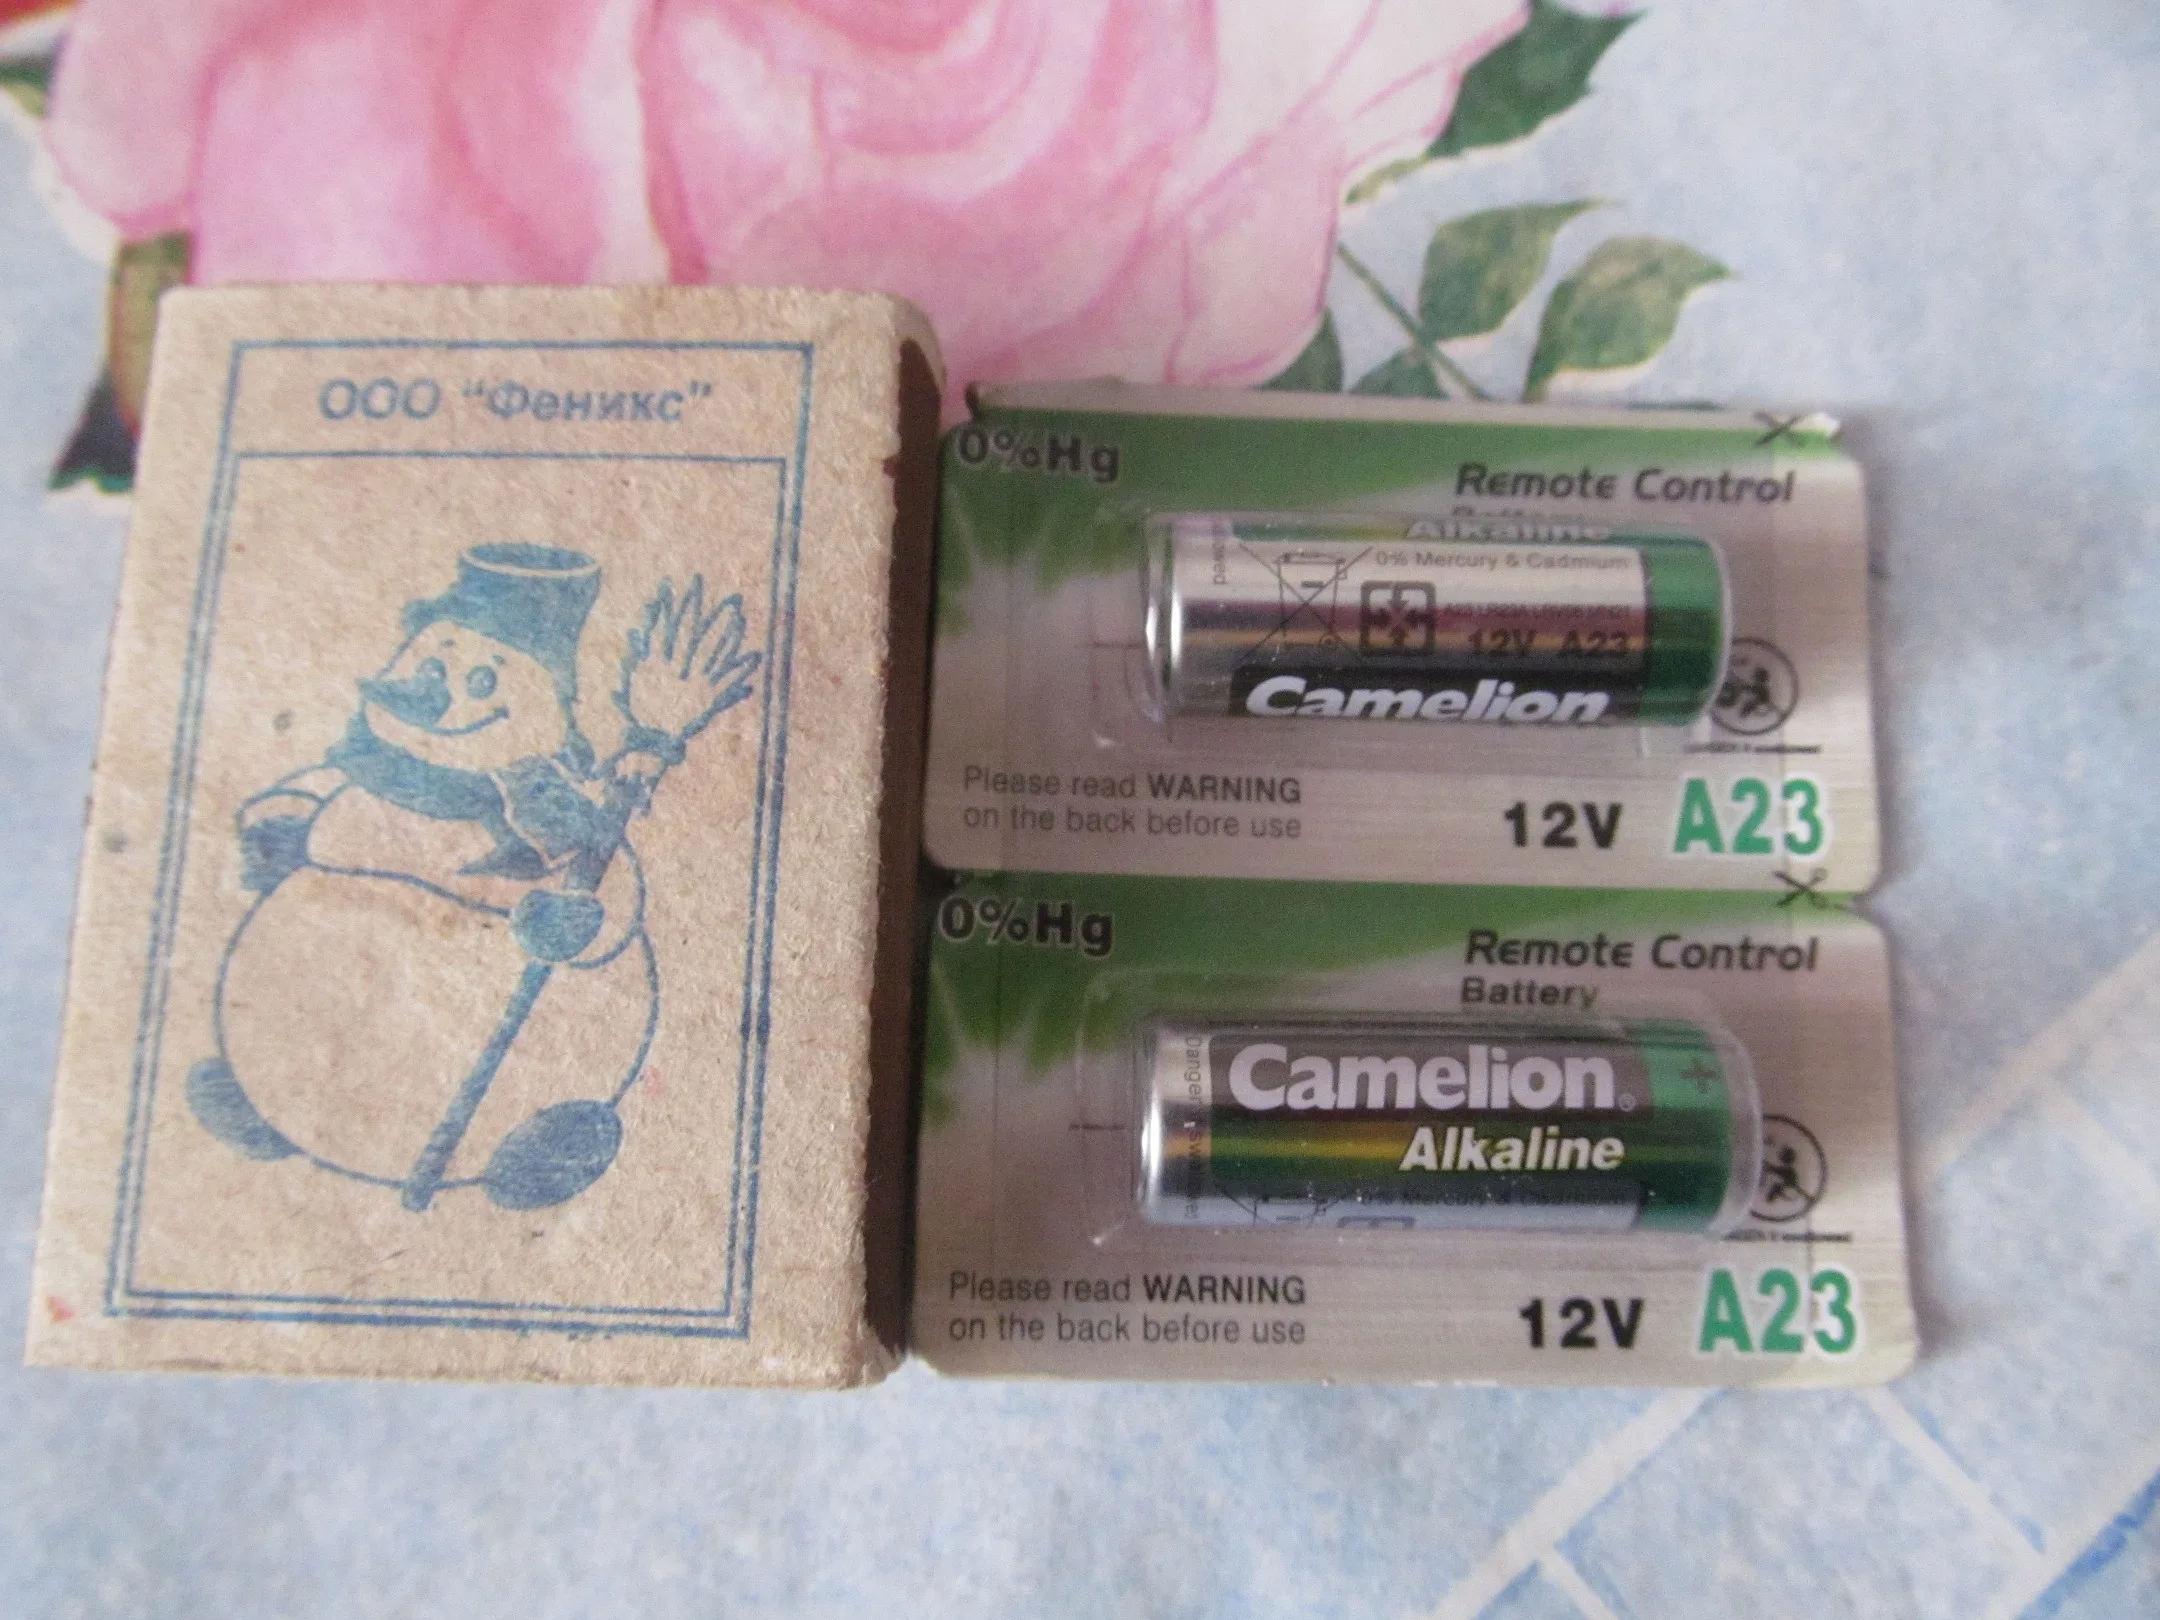 ООО "Феникс"
0%Hg
Remote Control
Alkaline
0% Mercury & Cadmium
12V A23
Camelion
Please read WARNING
on the back before use
12V A23
0%Hg
Remote Control
Battery
Camelion®
Alkaline
+
Please read WARNING
on the back before use
12V A23